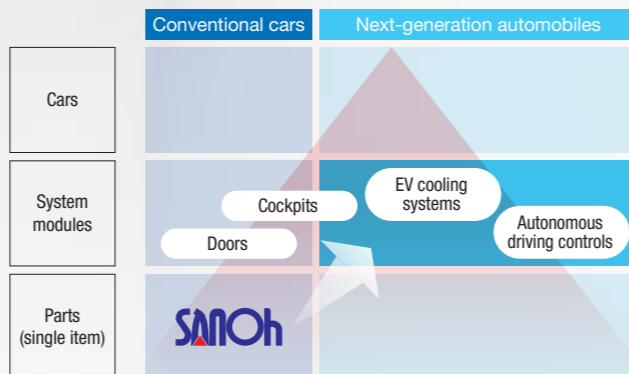 Conventional cars
Next-generation automobiles
Cars
System
modules
Cockpits
EV cooling
systems
Doors
Autonomous
driving controls
Parts
(single item)
SANOh